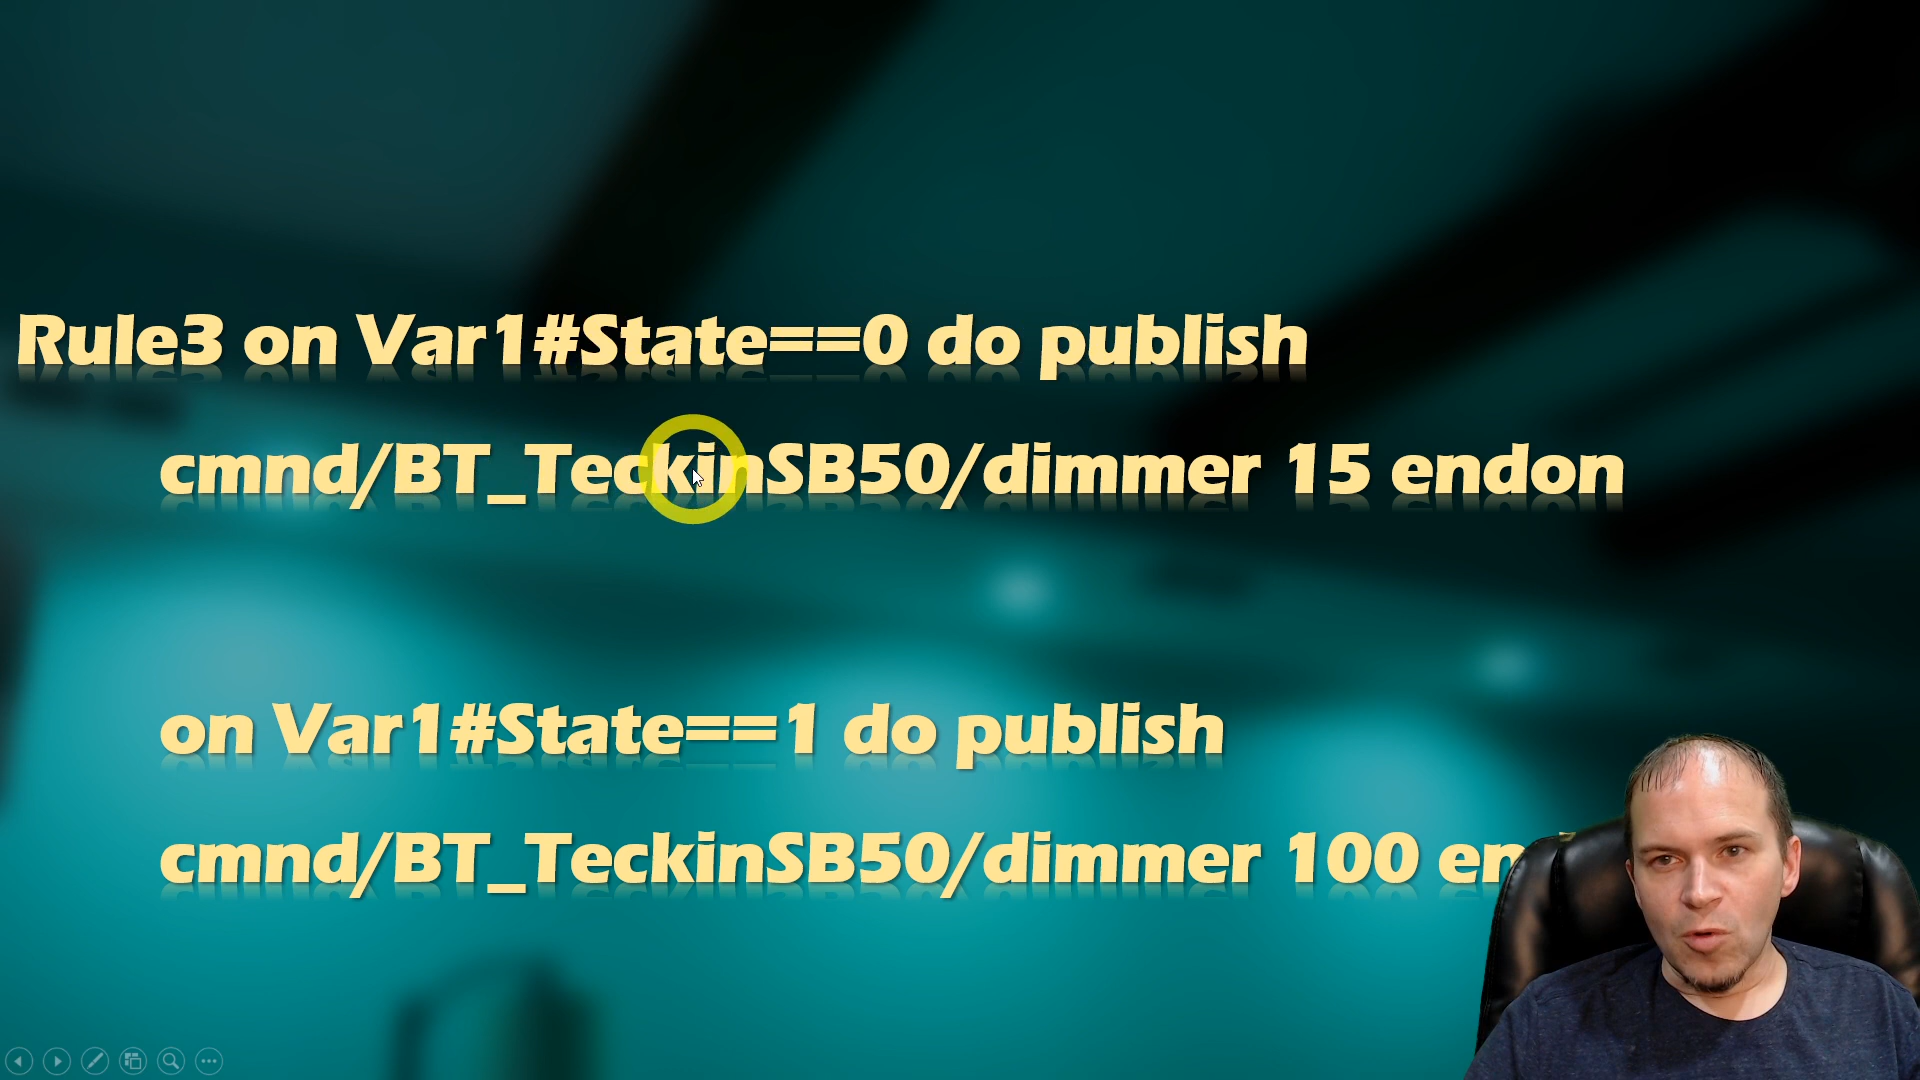 Rule3 on Var1#State==0 do publish
cmnd/BT_TeckinSB50/dimmer 15 endon
on Var1#State==1 do publish
cmnd/BT_TeckinSB50/dimmer 100